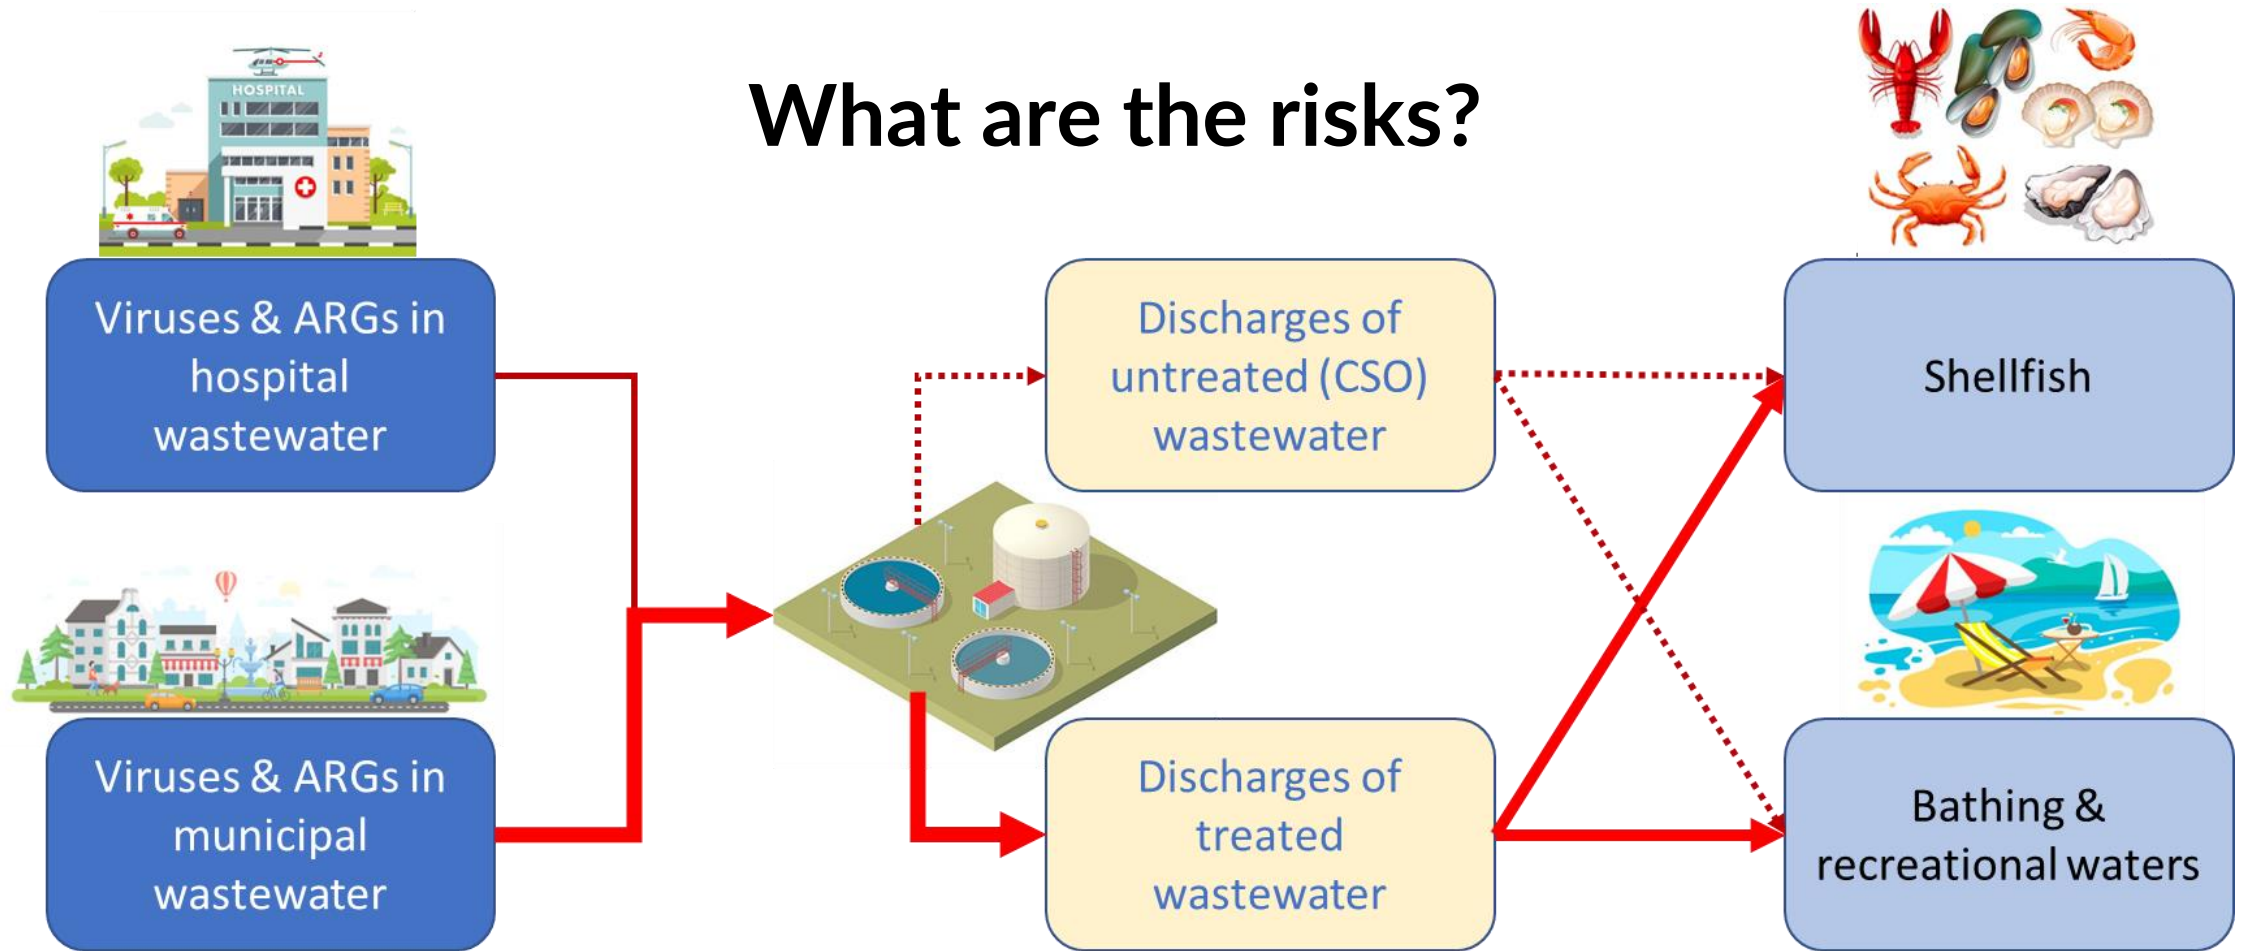 What are the risks?
HOSPITAL
Viruses & ARGs in
hospital
wastewater
Discharges of
untreated (CSO)
wastewater
Shellfish
Viruses & ARGs in
municipal
wastewater
Discharges of
treated
wastewater
Bathing &
recreational waters